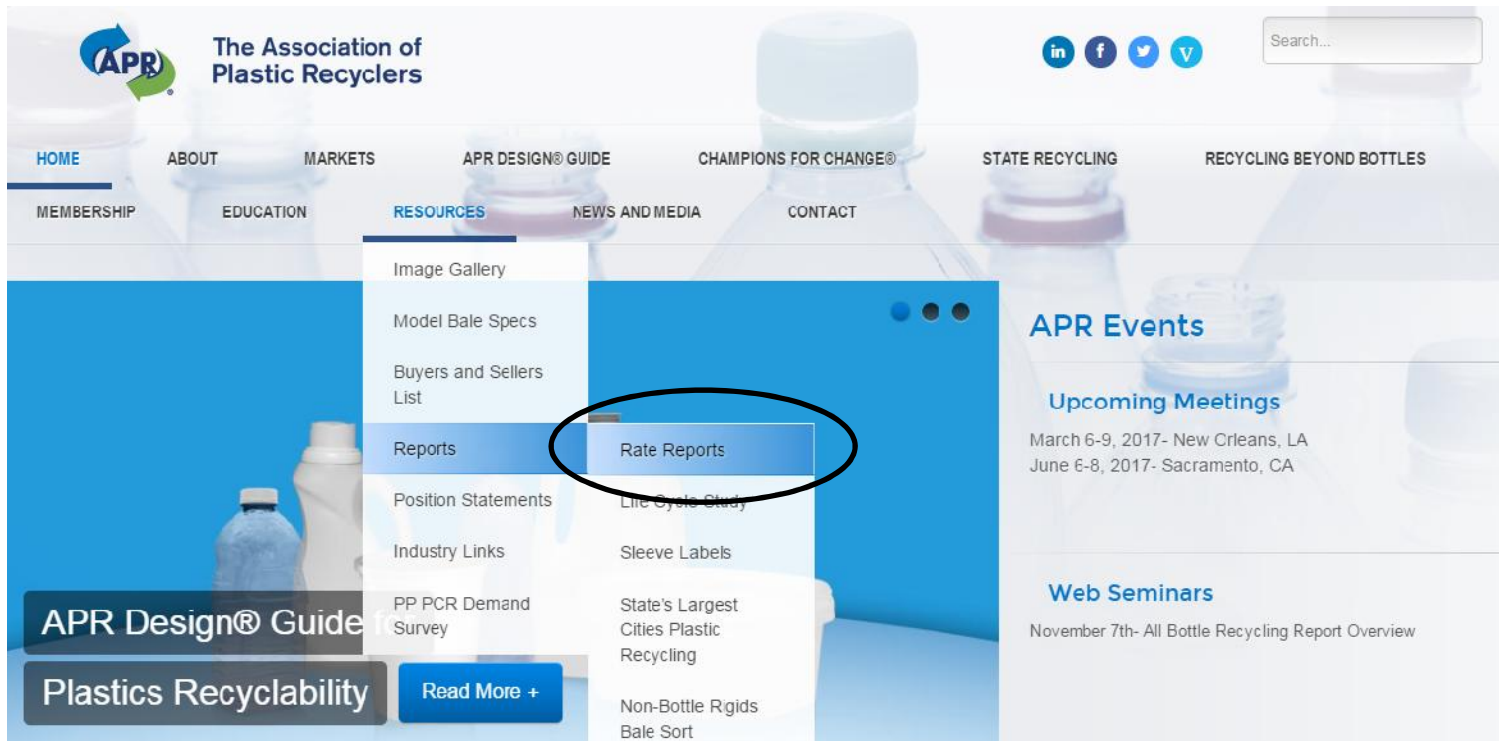 APR
The Association of
Plastic Recyclers
®
in f V
Search...
HOME ABOUT MARKETS APR DESIGN® GUIDE CHAMPIONS FOR CHANGE® STATE RECYCLING RECYCLING BEYOND BOTTLES
MEMBERSHIP EDUCATION RESOURCES NEWS AND MEDIA CONTACT
Image Gallery
Model Bale Specs
Buyers and Sellers
List
Reports
Position Statements
Industry Links
PP PCR Demand
Survey
Rate Reports
Life Cycle Study
Sleeve Labels
State's Largest
Cities Plastic
Recycling
Non-Bottle Rigids
Bale Sort
APR Design® Guide for
Plastics Recyclability
Read More +
APR Events
Upcoming Meetings
March 6-9, 2017- New Orleans, LA
June 6-8, 2017- Sacramento, CA
Web Seminars
November 7th- All Bottle Recycling Report Overview